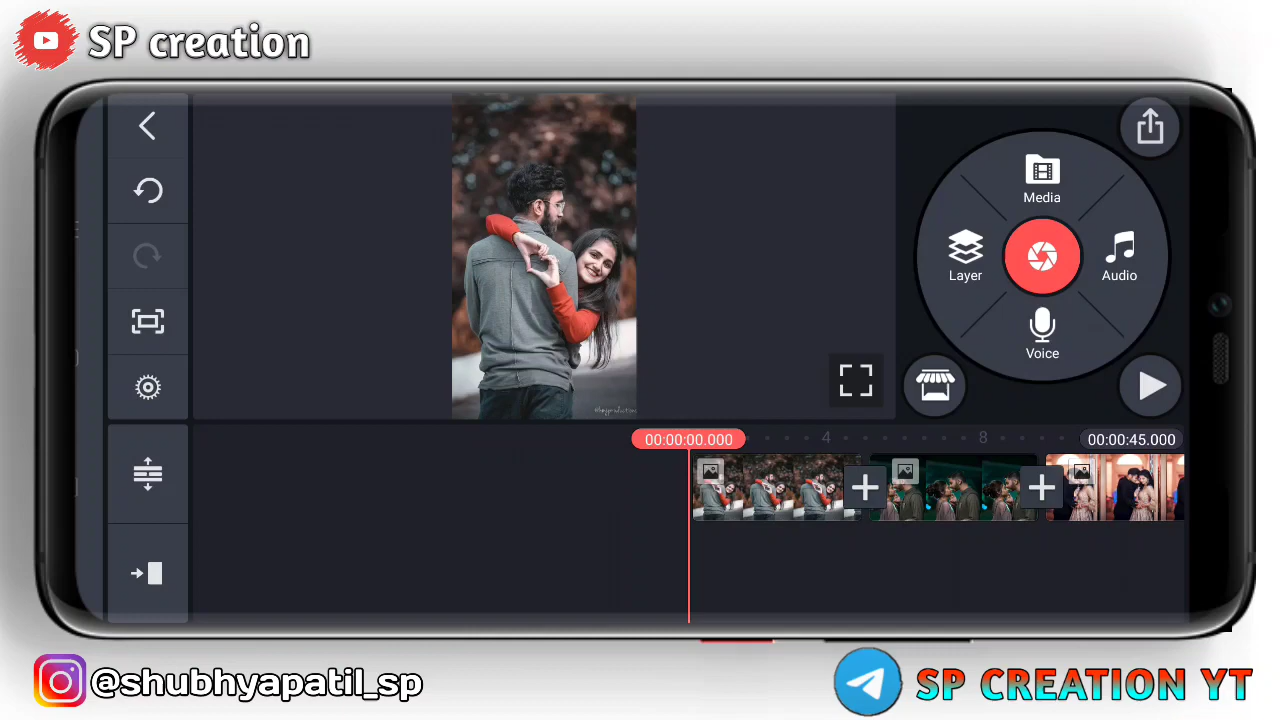 SP creation
Media
Layer
Audio
Voice
00:00:00.000
4
8
00:00:45.000
@shubhyapatil_sp
SP CREATION YT